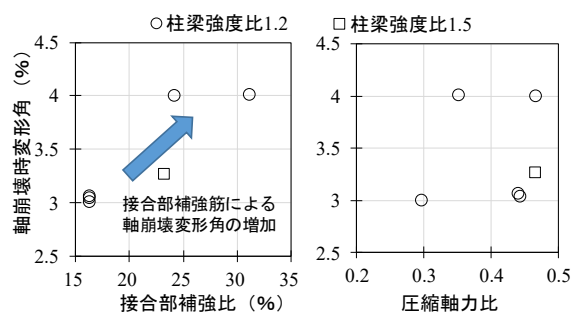 ○柱梁強度比1.2 □柱梁強度比1.5
軸崩壊時変形角（%）
4.5
4
3.5
3
2.5
接合部補強筋による
軸崩壊変形角の増加
15 20 25 30 35
接合部補強比（%）
4.5
4
3.5
3
2.5
0.2 0.3 0.4 0.5
圧縮軸力比